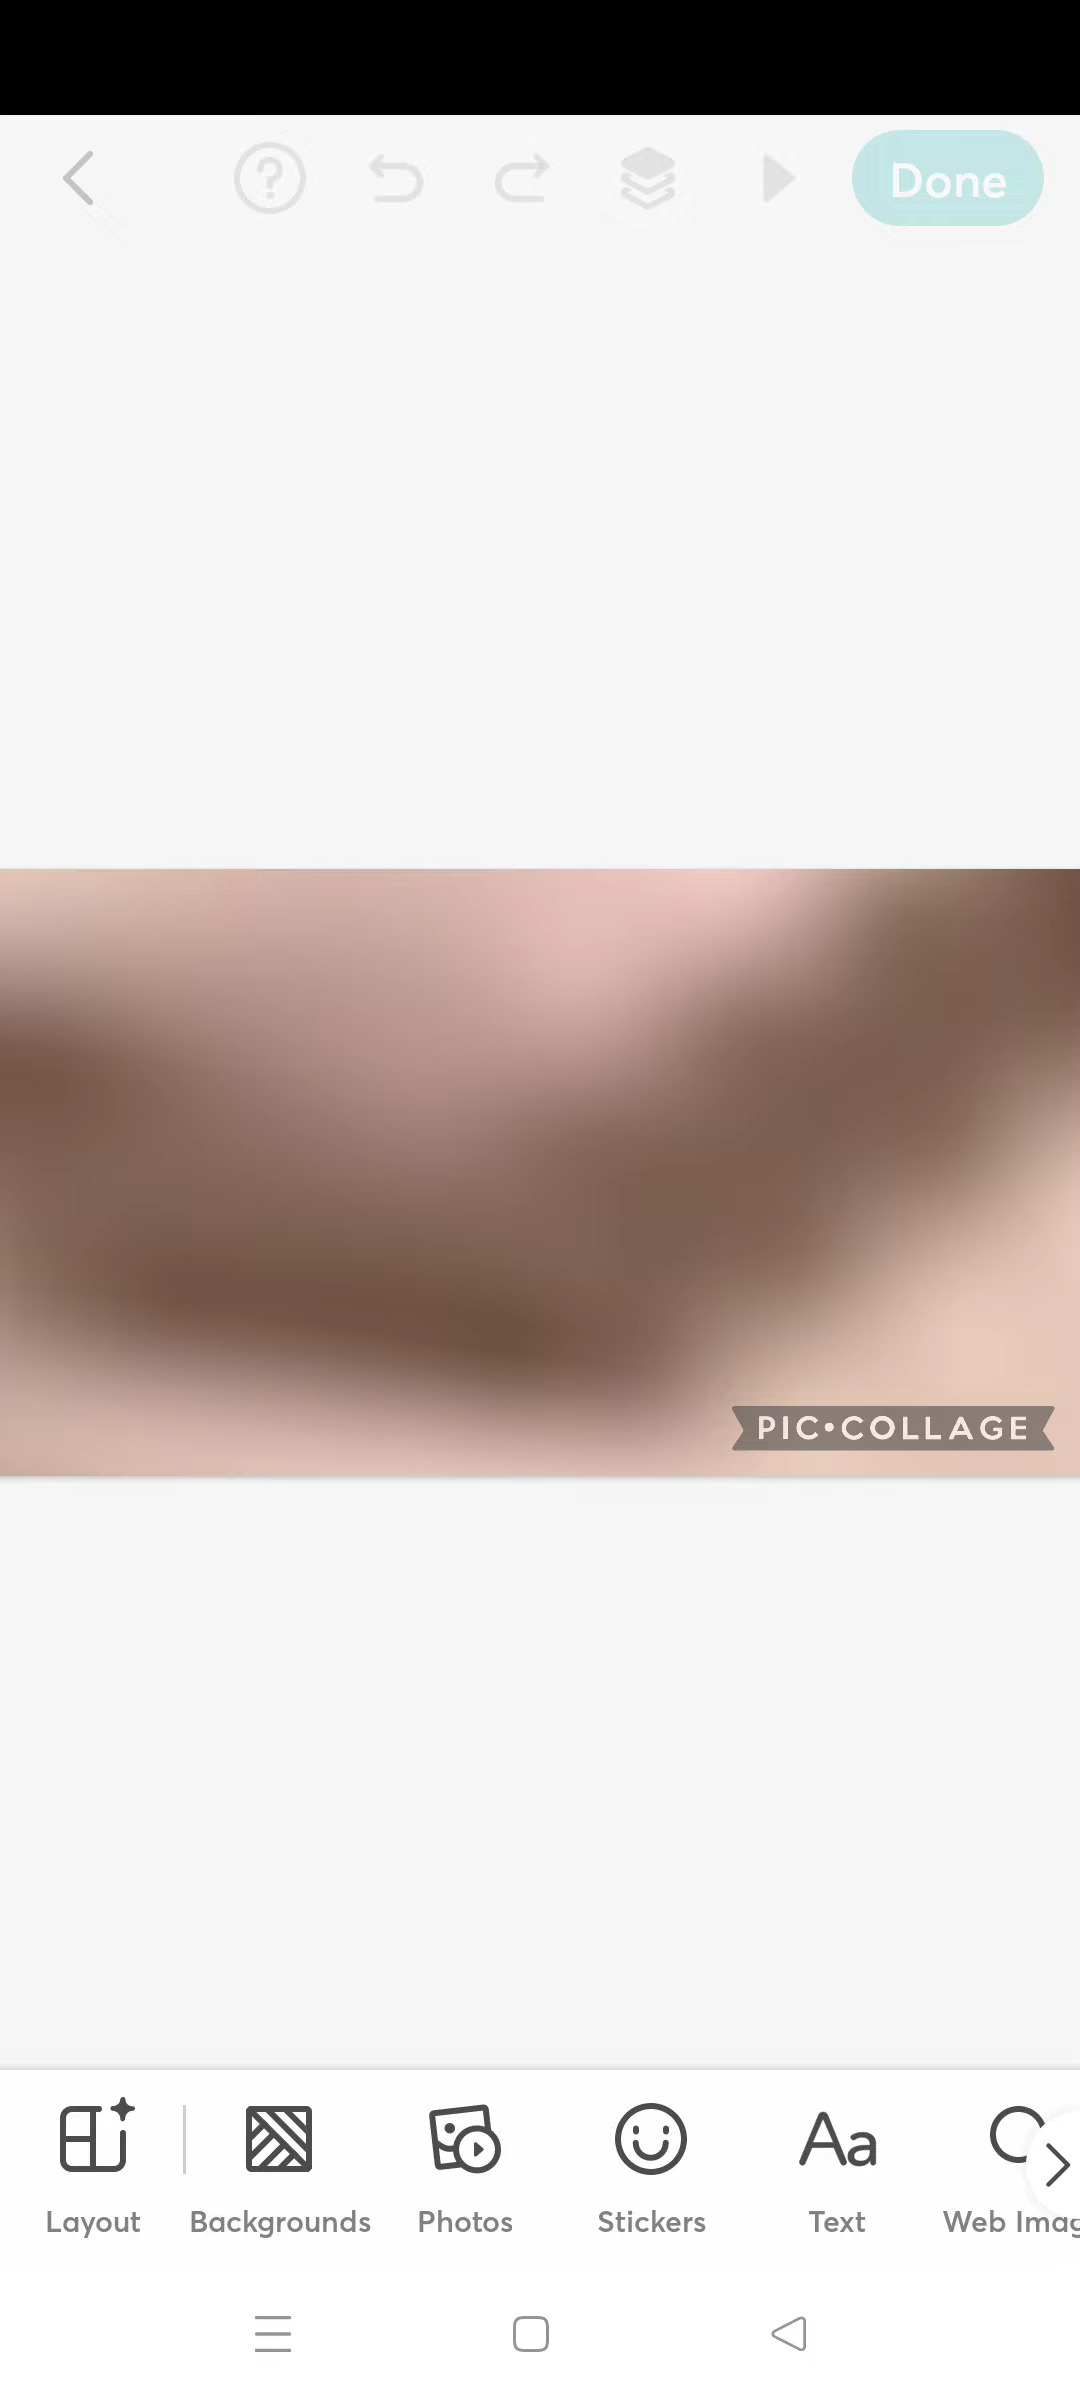 Done
PIC•COLLAGE
Layout
Backgrounds
Photos
Stickers
Text
Web Imag